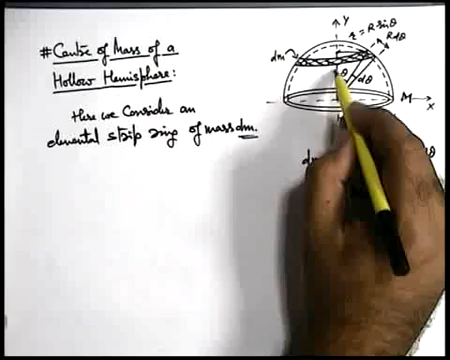 # Centre of Mass of a
Hollow Hemisphere:
Here we Consider an
elemental strip ring of mass dm.
Y
r = R sinθ
Rdθ
dm
θ
dθ
M
X
dm
θ